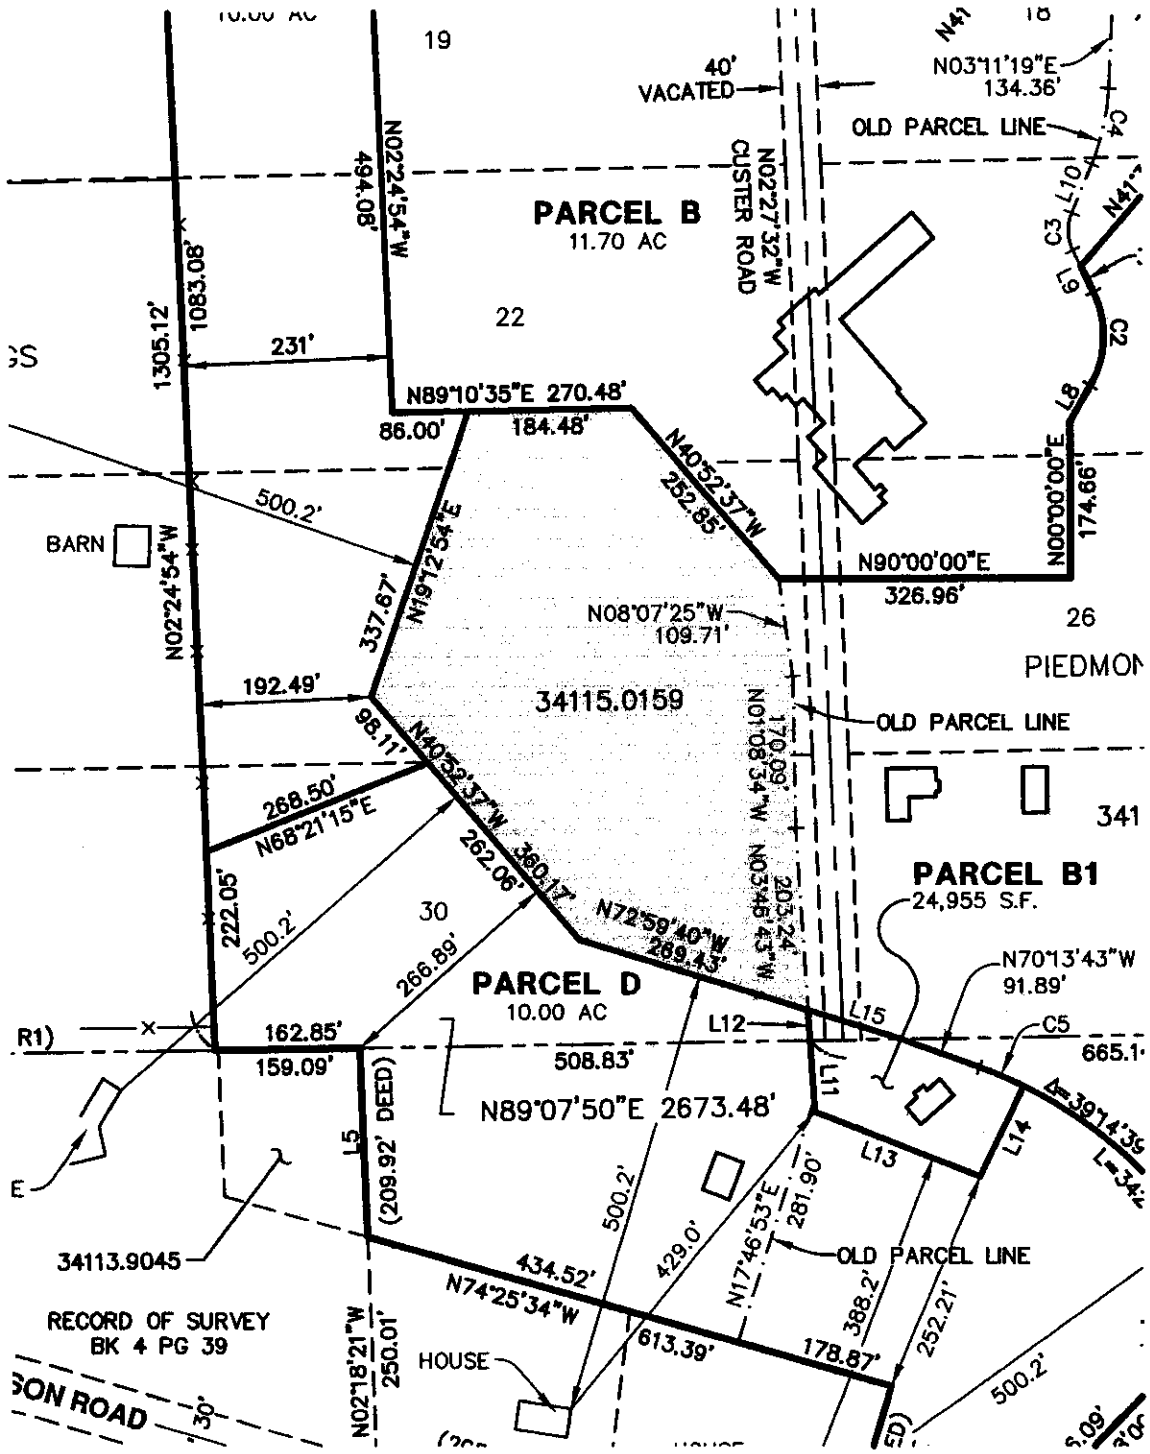 10.00 AC
19
18
N41
N03°11'19"E
134.36'
40'
VACATED
OLD PARCEL LINE
C4
N02°24'54"W
494.08'
N02°27'32"W
CUSTER ROAD
L10
N41°
C3
PARCEL B
11.70 AC
1083.08'
1305.12'
L9
GS
231'
22
C2
L8
N89°10'35"E 270.48'
86.00'
184.48'
N40°52'37"W
252.85'
N00°00'00"E
174.66'
500.2'
BARN
N02°24'54"W
337.67'
N19°12'54"E
N90°00'00"E
326.96'
N08°07'25"W
109.71'
26
PIEDMON
192.49'
34115.0159
170.09'
N01°08'34"W
OLD PARCEL LINE
98.11'
N40°52'37"W
360.17'
262.06'
268.50'
N68°21'15"E
341
PARCEL B1
24,955 S.F.
203.24'
N03°46'43"W
222.05'
500.2'
30
266.89'
N72°59'40"W
269.43'
N70°13'43"W
91.89'
PARCEL D
10.00 AC
L12
L15
C5
R1)
162.85'
159.09'
508.83'
665.1
L11
N89°07'50"E 2673.48'
Δ=39°14'39
L=342
L14
L13
L5
(209.92' DEED)
E
34113.9045
500.2'
429.0'
N17°46'53"E
281.90'
OLD PARCEL LINE
388.2'
252.21'
434.52'
N74°25'34"W
613.39'
178.87'
RECORD OF SURVEY
BK 4 PG 39
N02°18'21"W
250.01'
HOUSE
500.2'
SON ROAD
30'
ED)
6.09'
HOUSE